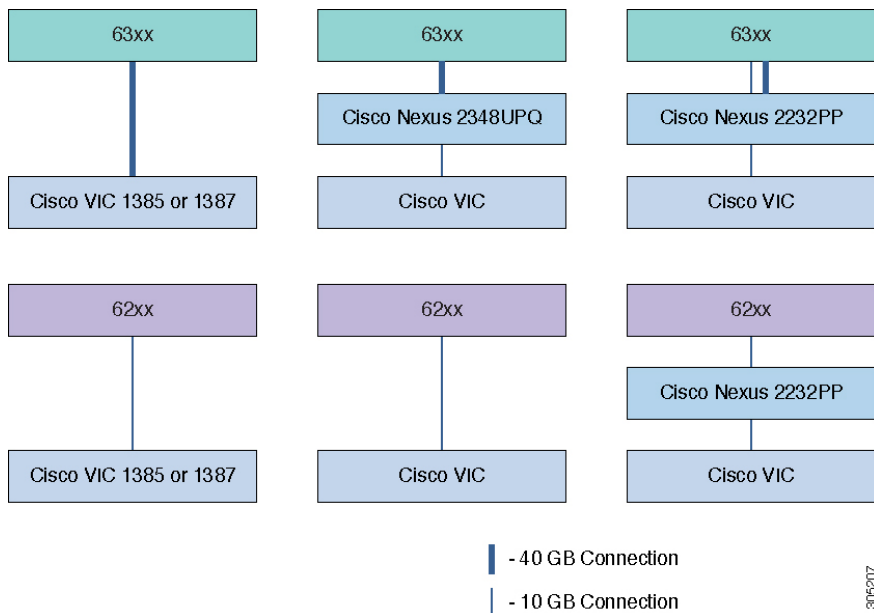 63xx
63xx
63xx
Cisco Nexus 2348UPQ
Cisco Nexus 2232PP
Cisco VIC 1385 or 1387
Cisco VIC
Cisco VIC
62xx
62xx
62xx
Cisco Nexus 2232PP
Cisco VIC 1385 or 1387
Cisco VIC
Cisco VIC
- 40 GB Connection
- 10 GB Connection
305207